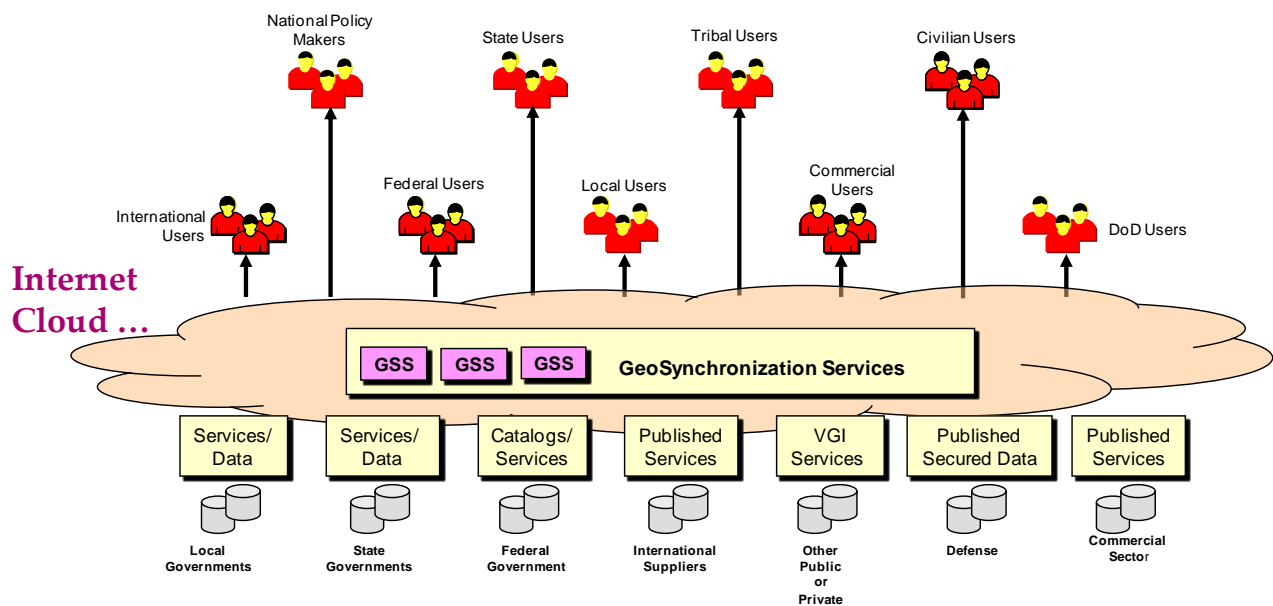 National Policy
Makers
State Users
Tribal Users
Civilian Users
International
Users
Federal Users
Local Users
Commercial
Users
DoD Users
Internet
Cloud ...
GSS
GSS
GSS
GeoSynchronization Services
Services/
Data
Services/
Data
Catalogs/
Services
Published
Services
VGI
Services
Published
Secured Data
Published
Services
Local
Governments
State
Governments
Federal
Government
International
Suppliers
Other
Public
or
Private
Defense
Commercial
Sector